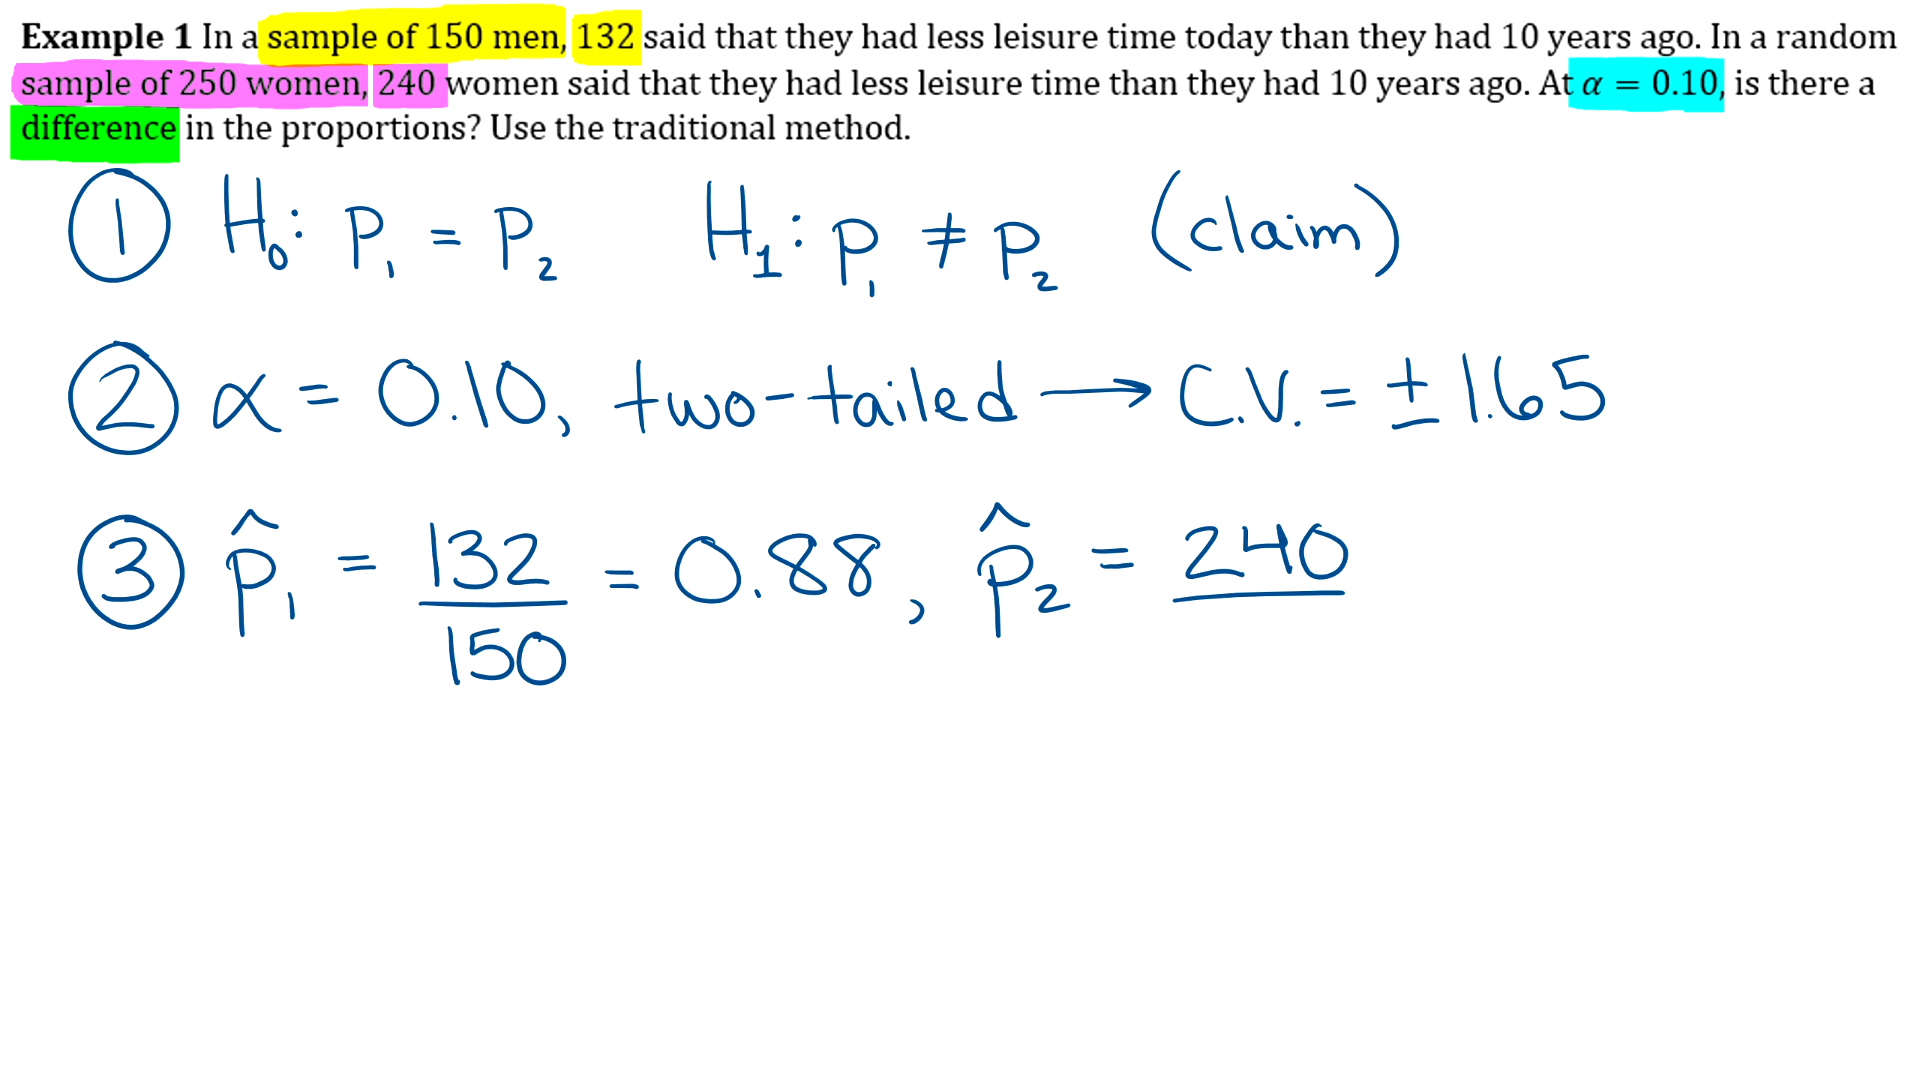 Example 1 In a sample of 150 men, 132 said that they had less leisure time today than they had 10 years ago. In a random
sample of 250 women, 240 women said that they had less leisure time than they had 10 years ago. At α = 0.10, is there a
difference in the proportions? Use the traditional method.
① H₀: P₁ = P₂ H₁: P₁ ≠ P₂ (claim)
② α = 0.10, two-tailed → C.V. = ± 1.65
③ p̂₁ = 132/150 = 0.88, p̂₂ = 240/